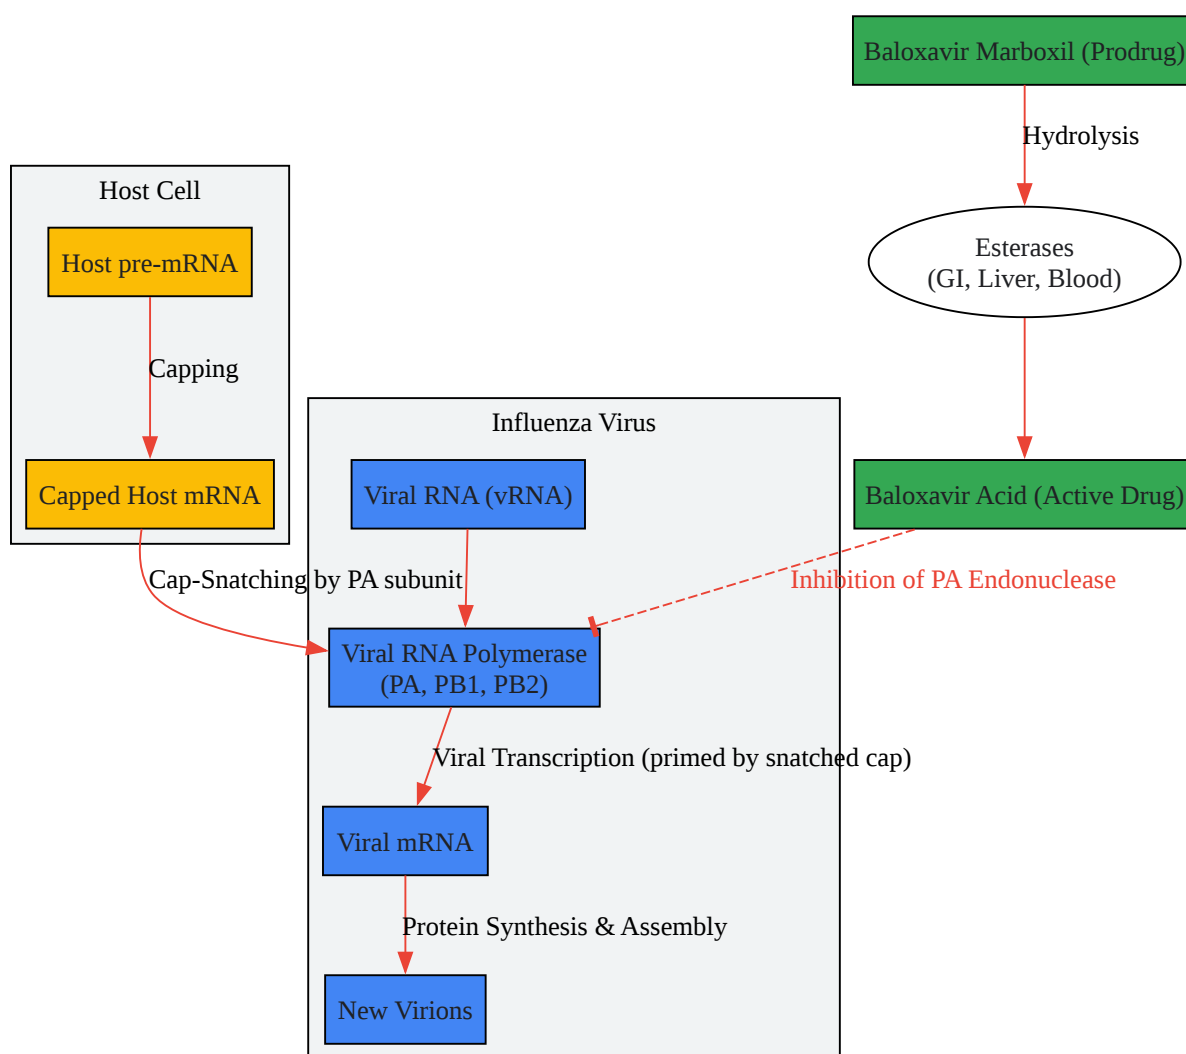 Baloxavir Marboxil (Prodrug)
Hydrolysis
Host Cell
Host pre-mRNA
Esterases
(GI, Liver, Blood)
Capping
Influenza Virus
Capped Host mRNA
Viral RNA (vRNA)
Baloxavir Acid (Active Drug)
Cap-Snatching by PA subunit
Inhibition of PA Endonuclease
Viral RNA Polymerase
(PA, PB1, PB2)
Viral Transcription (primed by snatched cap)
Viral mRNA
Protein Synthesis & Assembly
New Virions